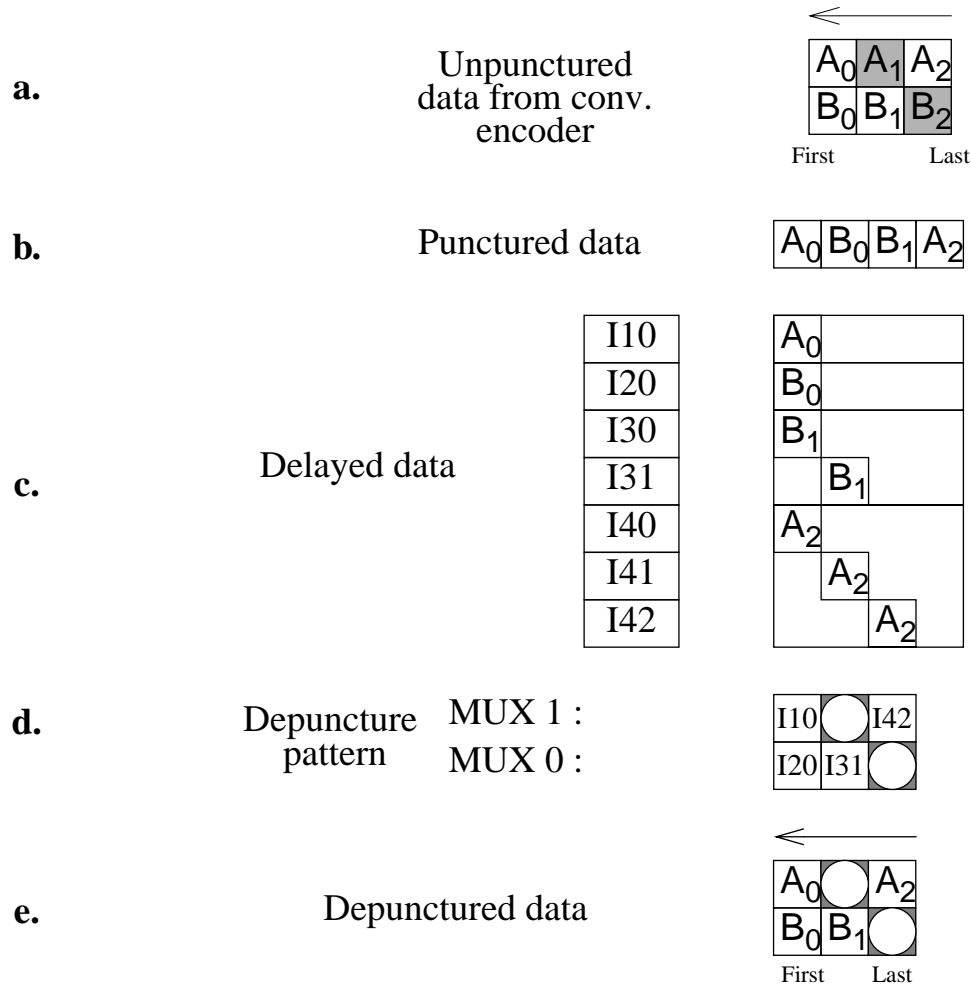 a.
Unpunctured
data from conv.
encoder
A0 A1 A2
B0 B1 B2
First Last
b.
Punctured data
A0 B0 B1 A2
c.
Delayed data
I10 A0
I20 B0
I30 B1
I31 B1
I40 A2
I41 A2
I42 A2
d.
Depuncture
pattern
MUX 1 :
MUX 0 :
I10 I42
I20 I31
e.
Depunctured data
A0 A2
B0 B1
First Last